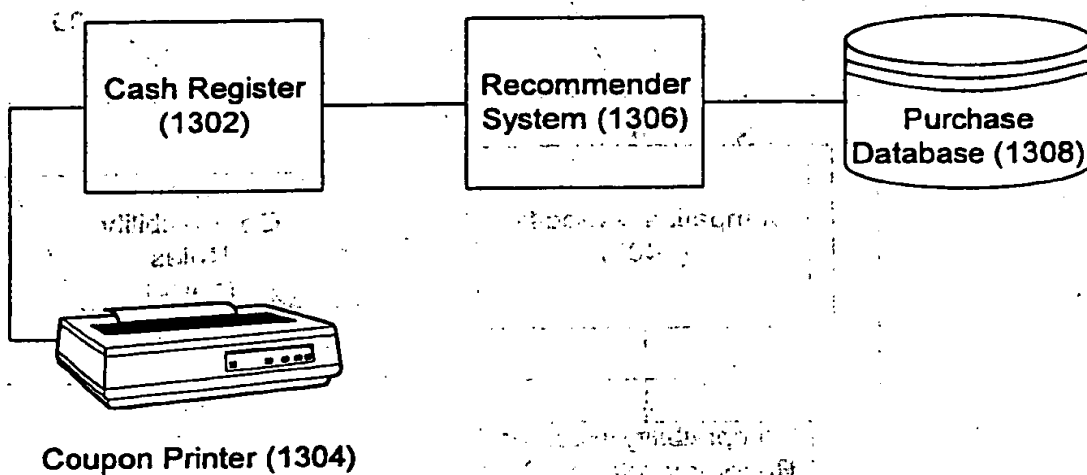 Cash Register
(1302)
Recommender
System (1306)
Purchase
Database (1308)
Coupon Printer (1304)